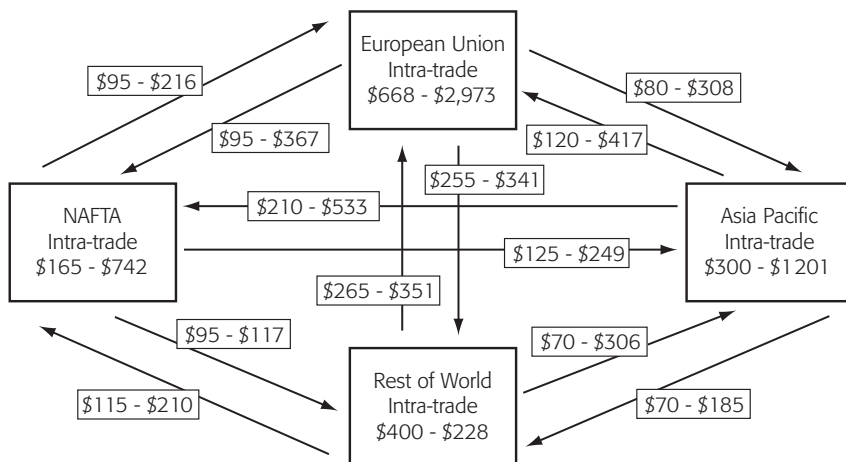 European Union
Intra-trade
$668 - $2,973
$95 - $216
$80 - $308
$95 - $367
$120 - $417
$255 - $341
NAFTA
Intra-trade
$165 - $742
$210 - $533
Asia Pacific
Intra-trade
$300 - $1201
$125 - $249
$265 - $351
$95 - $117
$70 - $306
Rest of World
Intra-trade
$400 - $228
$115 - $210
$70 - $185